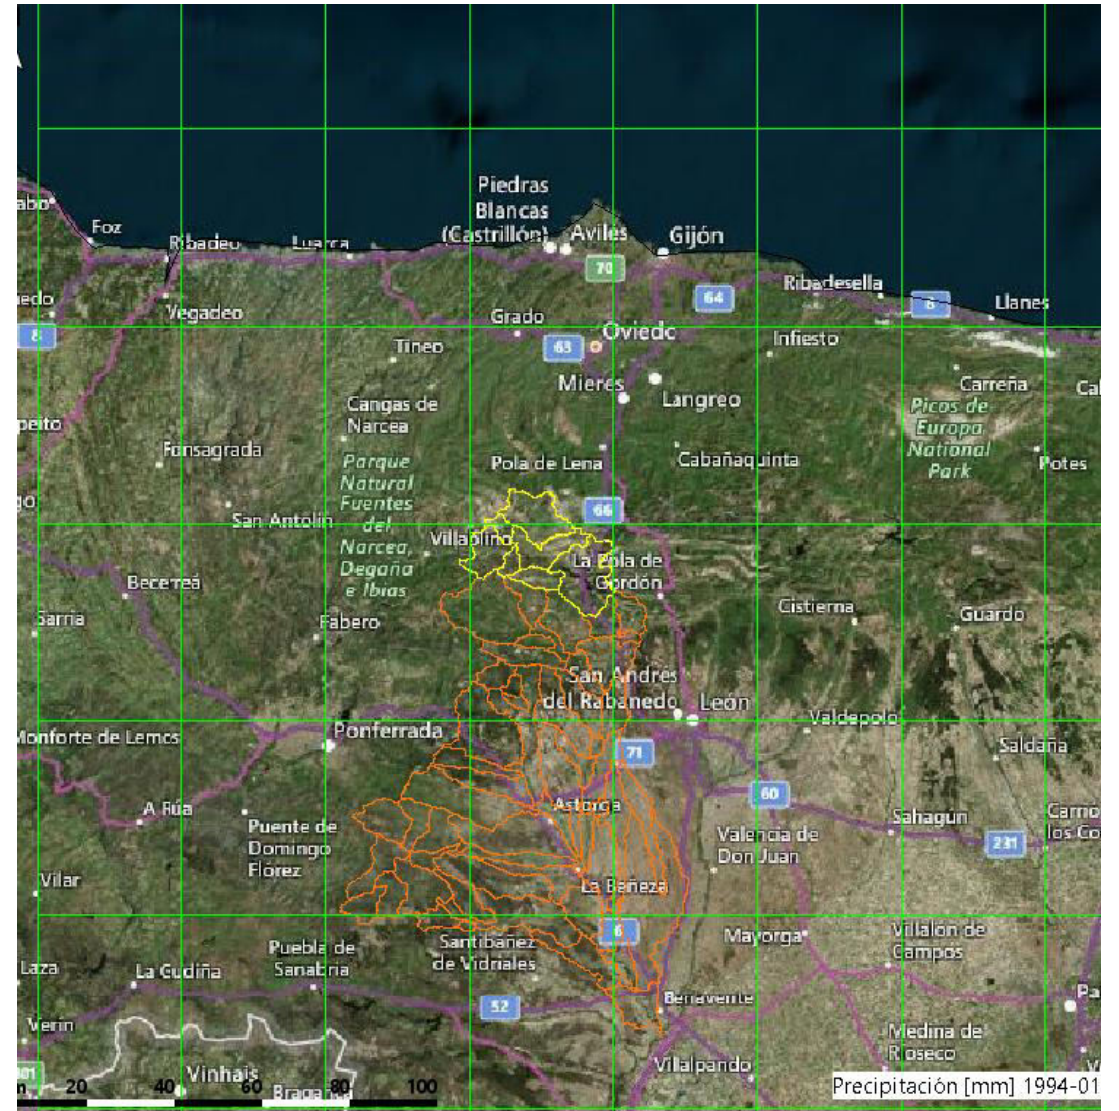 Piedras
Blancas
(Castrillón)
Avilés
Gijón
abo
Foz
Ribadeo
Luarca
70
64
Ribadesella
8
Llanes
Vegadeo
Grado
63
Oviedo
Infiesto
8
Tineo
Mieres
Langreo
Carreña
Cangas de
Narcea
Picos de
Europa
National
Park
peito
Fonsagrada
Parque
Natural
Fuentes
del
Narcea,
Degaña
e Ibias
Pola de Lena
Cabañaquinta
Potes
San Antolín
66
Villablino
La Pola de
Gordón
Becerreá
Cistierna
Guardo
Sarria
Fabero
San Andrés
del Rabanedo
León
Valdepolo
Ponferrada
Monforte de Lemos
71
Saldaña
60
A Rúa
Astorga
Sahagún
Puente de
Domingo
Flórez
Valencia de
Don Juan
231
Carrio
los Co
Vilar
La Bañeza
6
Mayorga
Villalón de
Campos
Puebla de
Sanabria
Santibáñez
de Vidriales
Laza
La Gudiña
52
Benavente
Verín
Medina de
Rioseco
Villalpando
Vinhais
20
40
60
80
100
Precipitación [mm] 1994-01